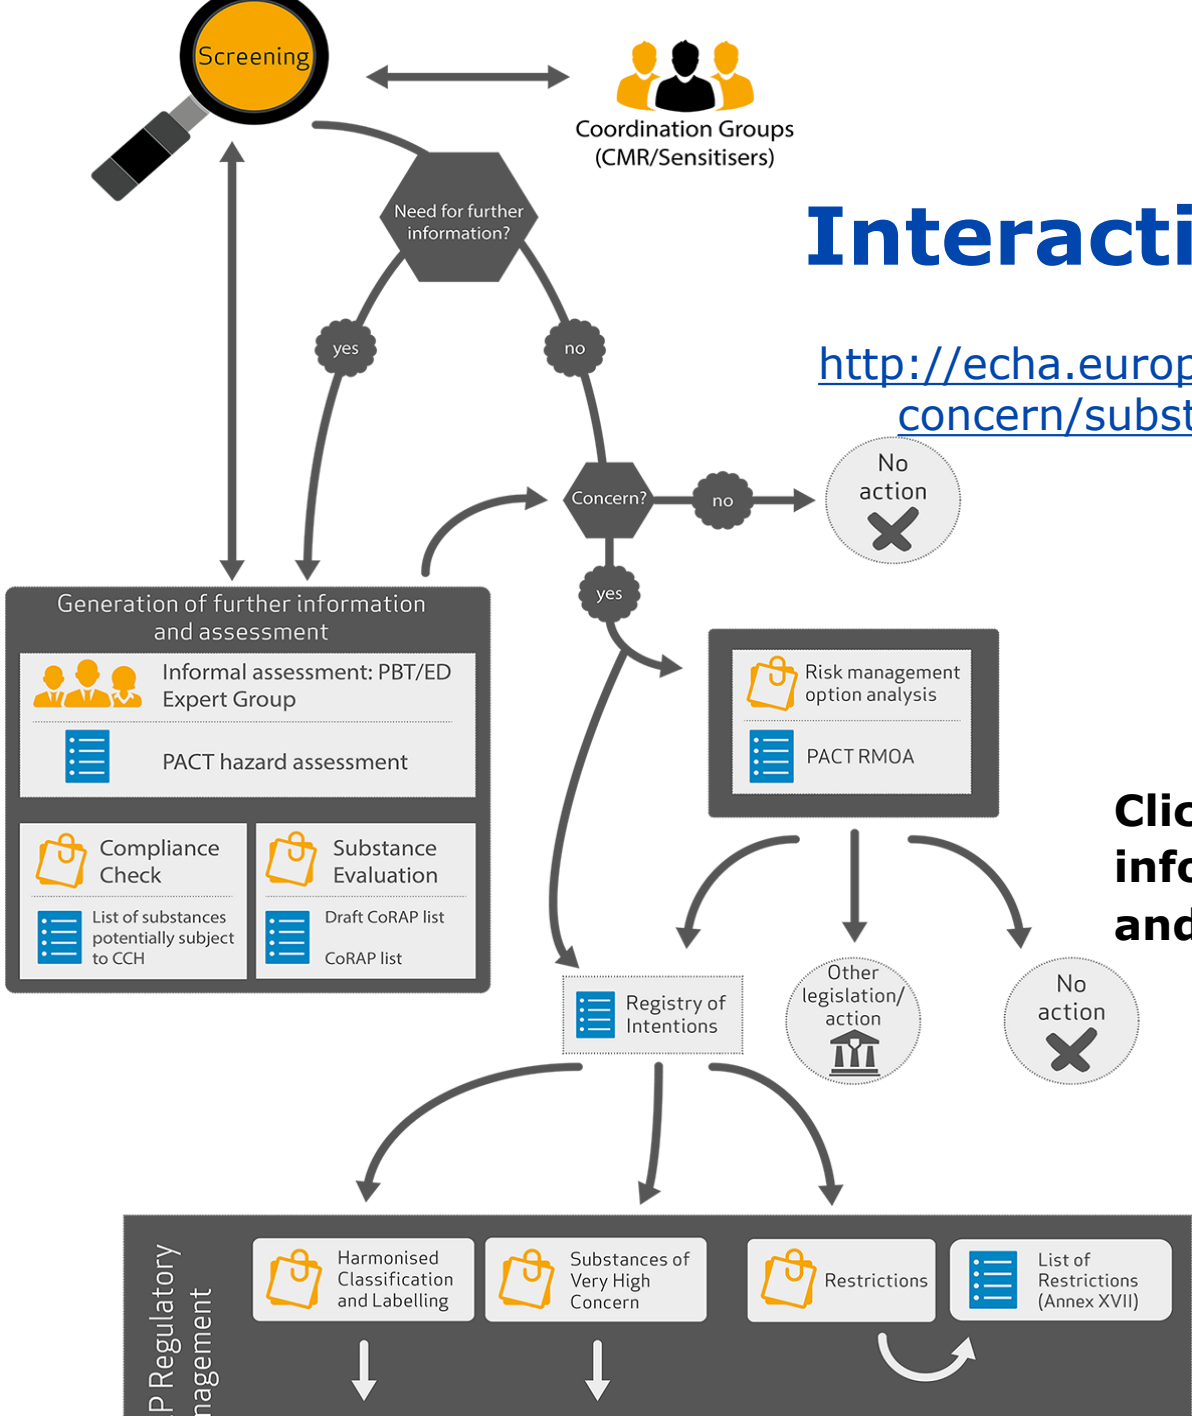 Screening
Coordination Groups
(CMR/Sensitisers)
Need for further
information?
Interacti
yes
no
http://echa.europ
concern/subst
Concern?
no
No
action
yes
Generation of further information
and assessment
Informal assessment: PBT/ED
Expert Group
PACT hazard assessment
Compliance
Check
List of substances
potentially subject
to CCH
Substance
Evaluation
Draft CoRAP list
CoRAP list
Risk management
option analysis
PACT RMOA
Clic
info
and
Registry of
Intentions
Other
legislation/
action
No
action
P Regulatory
nagement
Harmonised
Classification
and Labelling
Substances of
Very High
Concern
Restrictions
List of
Restrictions
(Annex XVII)